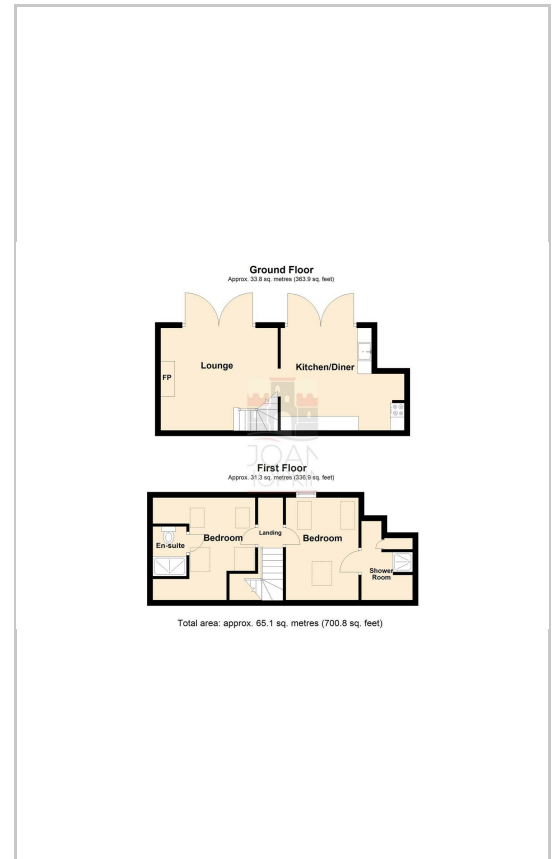 Ground Floor
Approx. 33.8 sq. metres (363.9 sq. feet)
Lounge
Kitchen/Diner
FP
JOAN
HOPKIN
First Floor
Approx. 31.3 sq. metres (336.9 sq. feet)
Landing
En-suite
Bedroom
Bedroom
Shower
Room
Total area: approx. 65.1 sq. metres (700.8 sq. feet)